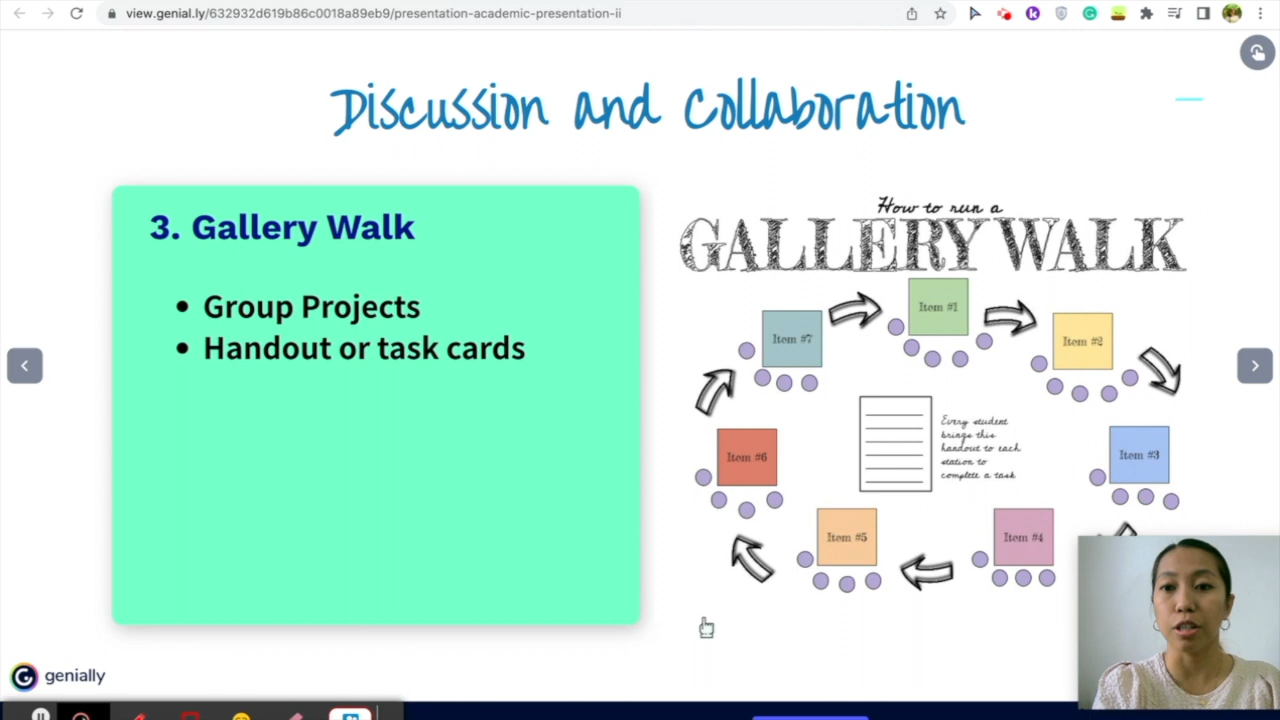 view.genial.ly/632932d619b86c0018a89eb9/presentation-academic-presentation-ii
Discussion and Collaboration
3. Gallery Walk
• Group Projects
• Handout or task cards
How to run a
GALLERY WALK
Item #1
Item #7
Item #2
Every student
brings this
handout to each
station to
complete a task
Item #6
Item #3
Item #5
Item #4
genially